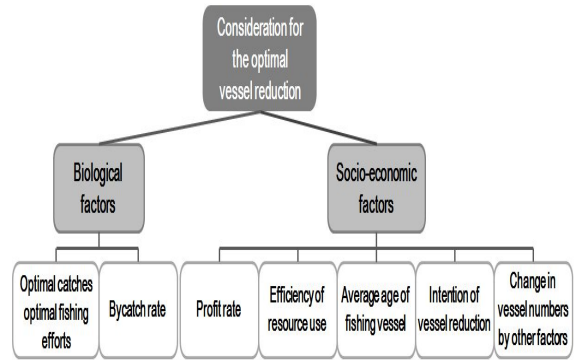 Consideration for
the optimal
vessel reduction
Biological
factors
Socio-economic
factors
Optimal catches
optimal fishing
efforts
Bycatch rate
Profit rate
Efficiency of
resource use
Average age of
fishing vessel
Intention of
vessel reduction
Change in
vessel numbers
by other factors